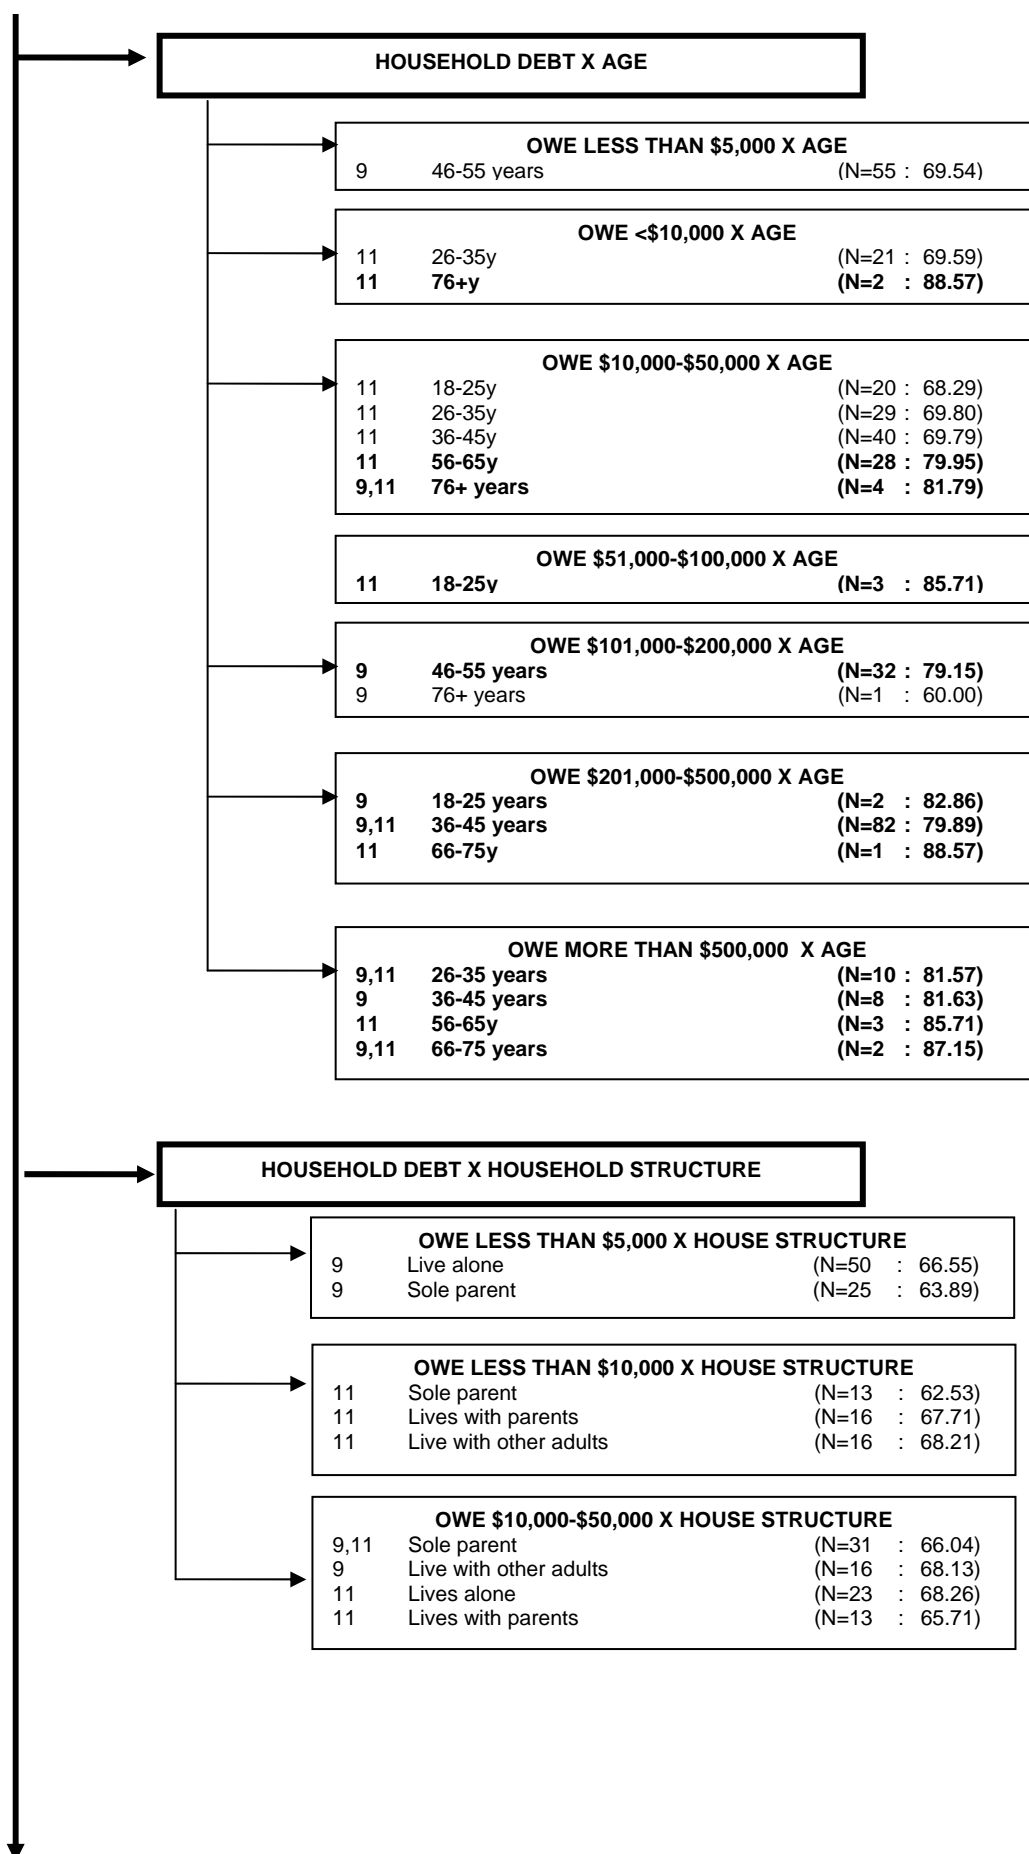 HOUSEHOLD DEBT X AGE
OWE LESS THAN $5,000 X AGE
9 46-55 years (N=55 : 69.54)
OWE <$10,000 X AGE
11 26-35y (N=21 : 69.59)
11 76+y (N=2 : 88.57)
OWE $10,000-$50,000 X AGE
11 18-25y (N=20 : 68.29)
11 26-35y (N=29 : 69.80)
11 36-45y (N=40 : 69.79)
11 56-65y (N=28 : 79.95)
9,11 76+ years (N=4 : 81.79)
OWE $51,000-$100,000 X AGE
11 18-25y (N=3 : 85.71)
OWE $101,000-$200,000 X AGE
9 46-55 years (N=32 : 79.15)
9 76+ years (N=1 : 60.00)
OWE $201,000-$500,000 X AGE
9 18-25 years (N=2 : 82.86)
9,11 36-45 years (N=82 : 79.89)
11 66-75y (N=1 : 88.57)
OWE MORE THAN $500,000 X AGE
9,11 26-35 years (N=10 : 81.57)
9 36-45 years (N=8 : 81.63)
11 56-65y (N=3 : 85.71)
9,11 66-75 years (N=2 : 87.15)
HOUSEHOLD DEBT X HOUSEHOLD STRUCTURE
OWE LESS THAN $5,000 X HOUSE STRUCTURE
9 Live alone (N=50 : 66.55)
9 Sole parent (N=25 : 63.89)
OWE LESS THAN $10,000 X HOUSE STRUCTURE
11 Sole parent (N=13 : 62.53)
11 Lives with parents (N=16 : 67.71)
11 Live with other adults (N=16 : 68.21)
OWE $10,000-$50,000 X HOUSE STRUCTURE
9,11 Sole parent (N=31 : 66.04)
9 Live with other adults (N=16 : 68.13)
11 Lives alone (N=23 : 68.26)
11 Lives with parents (N=13 : 65.71)